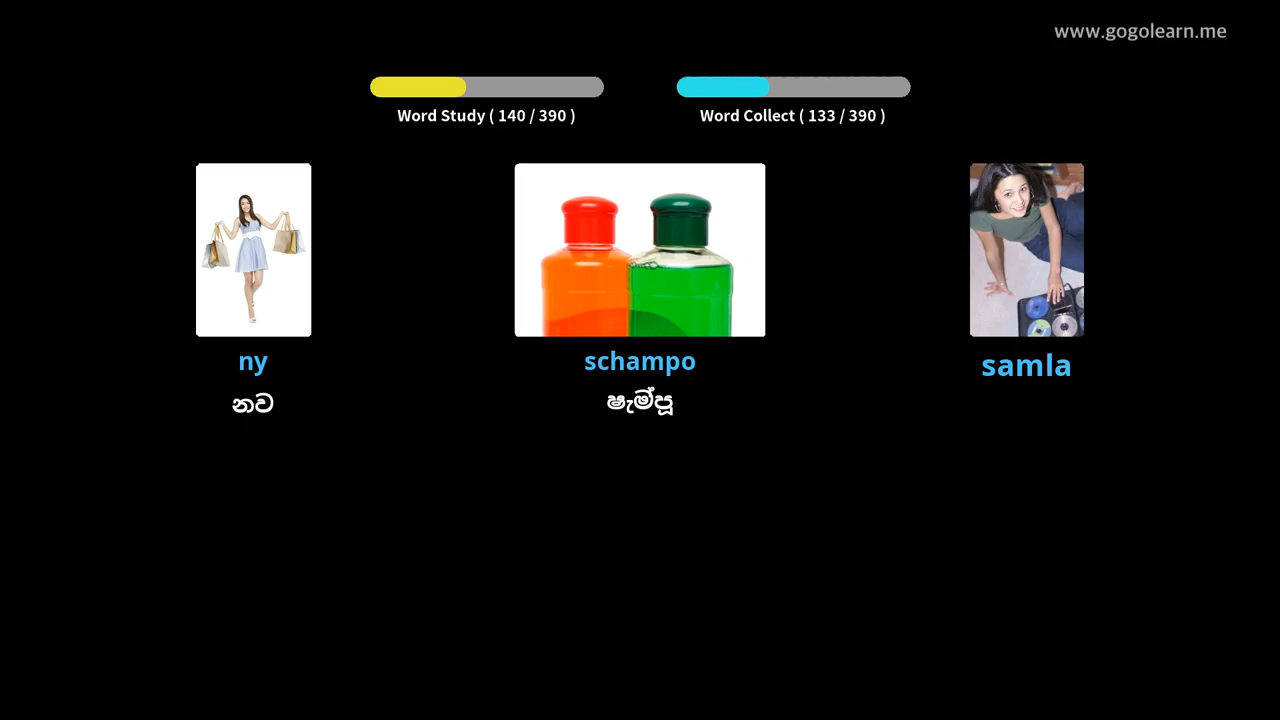 www.gogolearn.me
Word Study ( 140 / 390 )
Word Collect ( 133 / 390 )
ny
නව
schampo
ෂැම්පූ
samla